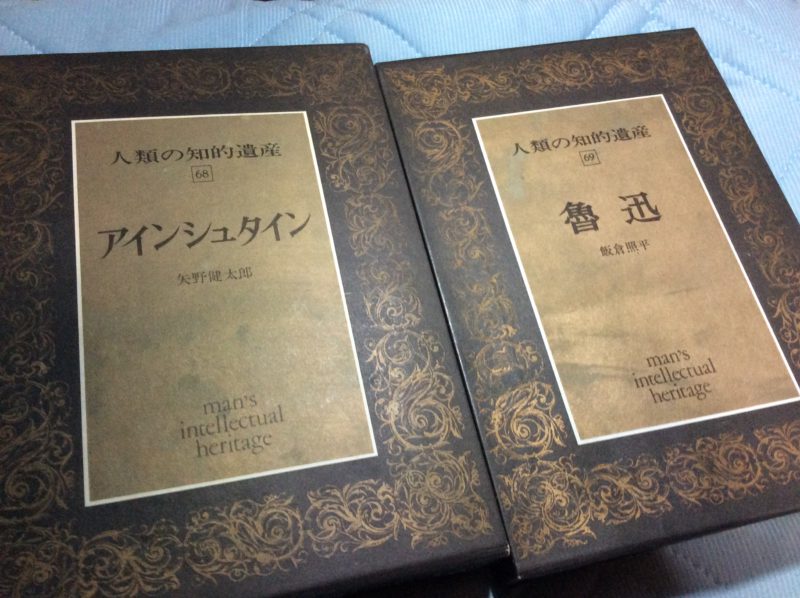 人類の知的遺産
68
アインシュタイン
矢野健太郎
man's
intellectual
heritage
人類の知的遺産
69
魯迅
飯倉照平
man's
intellectual
heritage